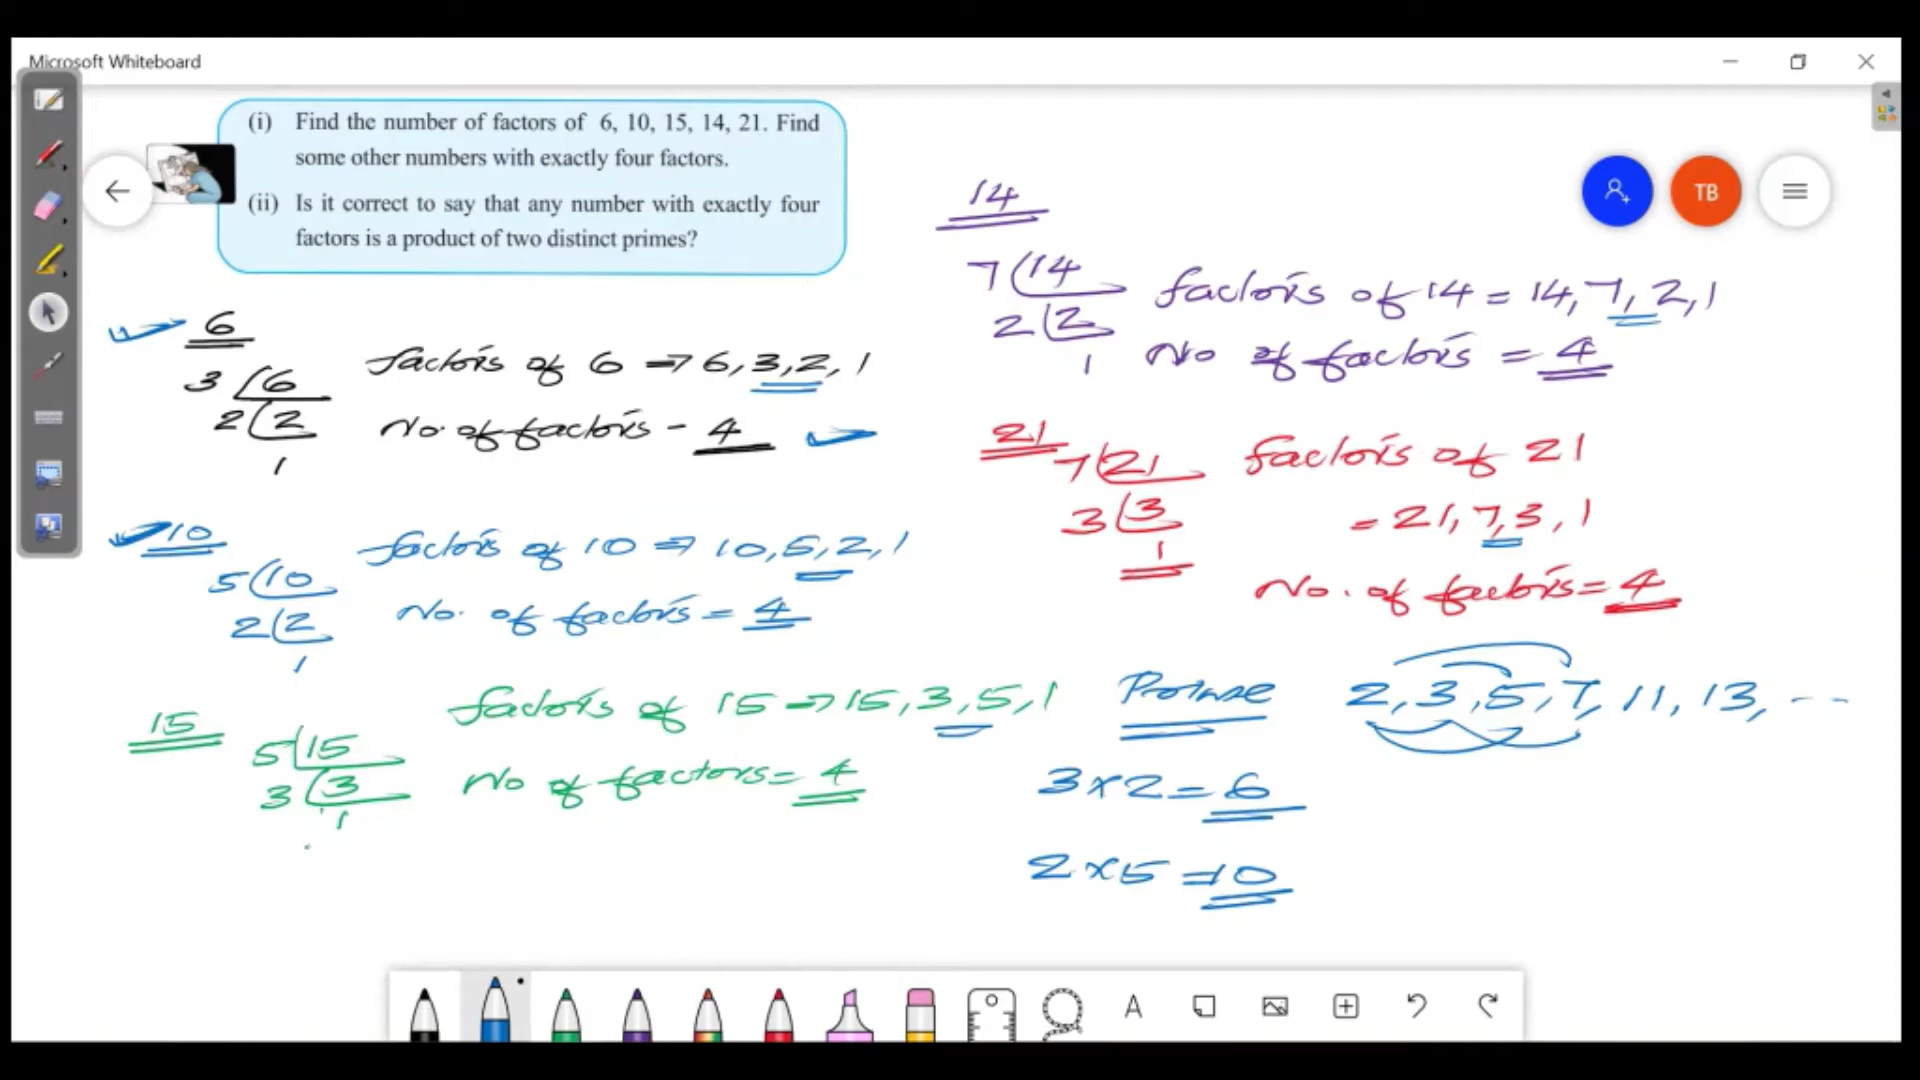 Microsoft Whiteboard
(i) Find the number of factors of 6, 10, 15, 14, 21. Find
some other numbers with exactly four factors.
(ii) Is it correct to say that any number with exactly four
factors is a product of two distinct primes?
TB
6
3 6
2 2
1
factors of 6 => 6, 3, 2, 1
No. of factors - 4
10
5 10
2 2
1
factors of 10 => 10, 5, 2, 1
No. of factors = 4
15
5 15
3 3
1
factors of 15 => 15, 3, 5, 1
No of factors = 4
14
7 14
2 2
1
factors of 14 = 14, 7, 2, 1
No of factors = 4
21
7 21
3 3
1
factors of 21
= 21, 7, 3, 1
No. of factors = 4
Prime 2, 3, 5, 7, 11, 13, ...
3 × 2 = 6
2 × 5 = 10
A